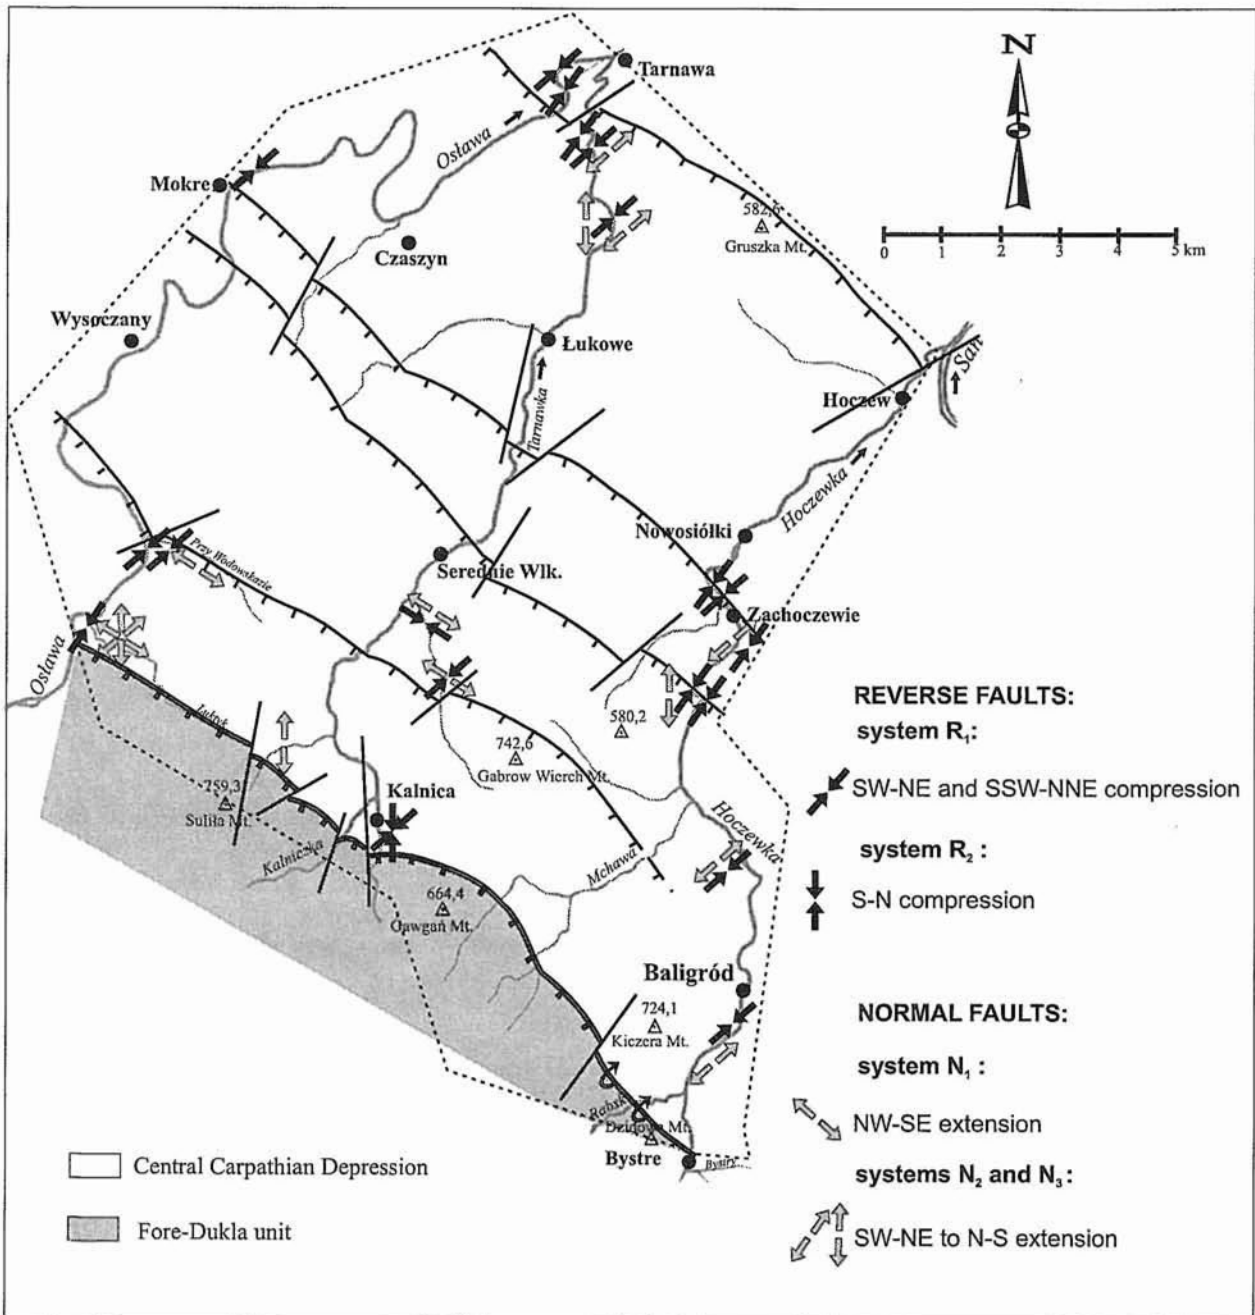 N
Tarnawa
Osława
Mokre
582,6
Gruszka Mt.
0 1 2 3 4 5 km
Czaszyn
Wysoczany
Łukowe
San
Hoczew
Tarnawka
Hoczewka
Nowosiółki
Przy Wodowskazie
Serednie Wlk.
Zachoczewie
Osława
REVERSE FAULTS:
system R₁:
580,2
742,6
Gabrow Wierch Mt.
759,3
Suliła Mt.
Kalnica
SW-NE and SSW-NNE compression
Hoczewka
Kalniczka
Mchawa
system R₂ :
664,4
S-N compression
Baligród
724,1
Kiczera Mt.
NORMAL FAULTS:
system N₁ :
NW-SE extension
Bystre
Bystry
Central Carpathian Depression
systems N₂ and N₃:
Fore-Dukla unit
SW-NE to N-S extension